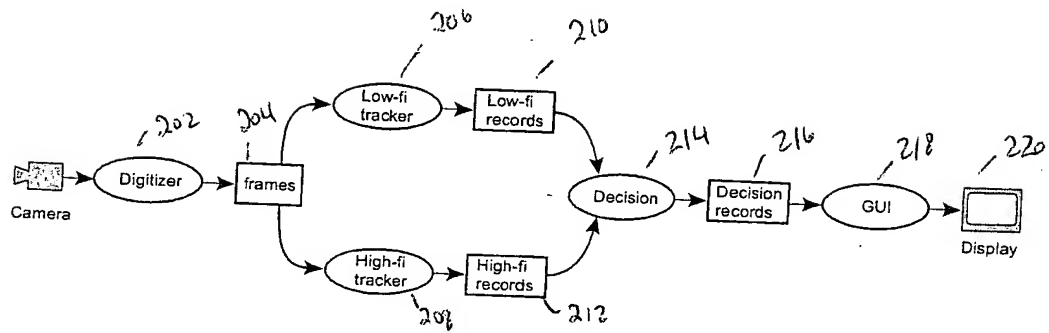 206
210
202
204
Low-fi
tracker
Low-fi
records
214
216
218
220
Camera
Digitizer
frames
Decision
Decision
records
GUI
Display
High-fi
tracker
High-fi
records
208
212